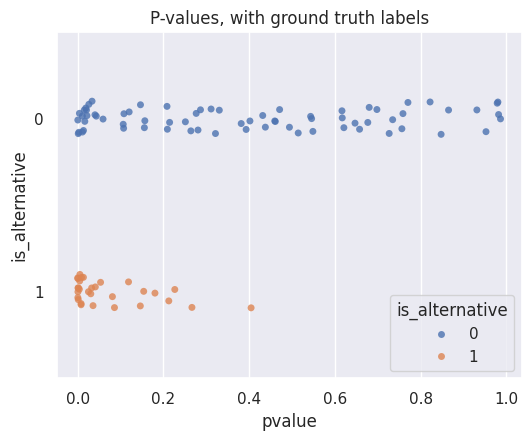 P-values, with ground truth labels
is_alternative
0
1
is_alternative
0
1
0.0 0.2 0.4 0.6 0.8 1.0
pvalue